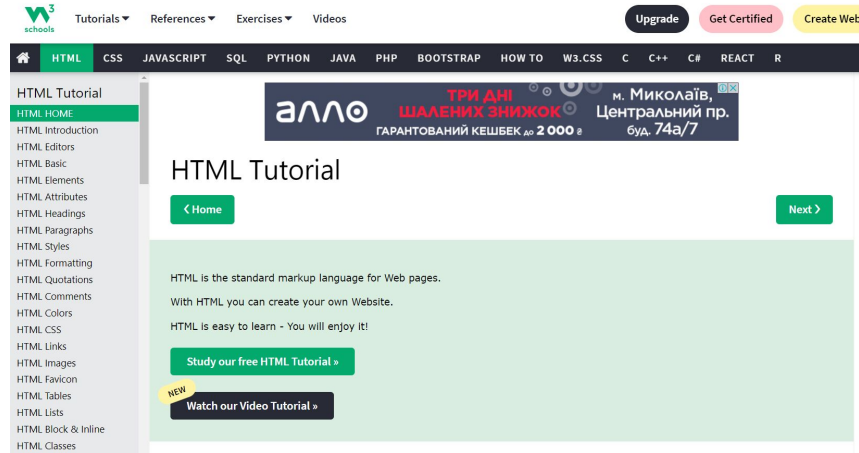 W3
schools
Tutorials
References
Exercises
Videos
Upgrade
Get Certified
Create Web
HTML
CSS
JAVASCRIPT
SQL
PYTHON
JAVA
PHP
BOOTSTRAP
HOW TO
W3.CSS
C
C++
C#
REACT
R
HTML Tutorial
HTML HOME
HTML Introduction
HTML Editors
HTML Basic
HTML Elements
HTML Attributes
HTML Headings
HTML Paragraphs
HTML Styles
HTML Formatting
HTML Quotations
HTML Comments
HTML Colors
HTML CSS
HTML Links
HTML Images
HTML Favicon
HTML Tables
HTML Lists
HTML Block & Inline
HTML Classes
алло
ТРИ ДНІ
ШАЛЕНИХ ЗНИЖОК
ГАРАНТОВАНИЙ КЕШБЕК до 2 000 ₴
м. Миколаїв,
Центральний пр.
буд. 74а/7
HTML Tutorial
❮ Home
Next ❯
HTML is the standard markup language for Web pages.
With HTML you can create your own Website.
HTML is easy to learn - You will enjoy it!
Study our free HTML Tutorial »
NEW
Watch our Video Tutorial »